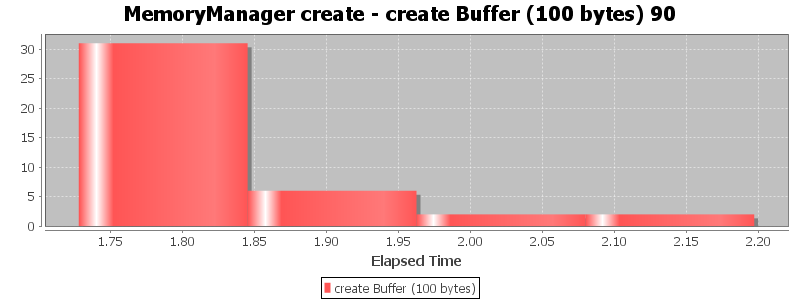 MemoryManager create - create Buffer (100 bytes) 90
30
25
20
15
10
5
0
1.75 1.80 1.85 1.90 1.95 2.00 2.05 2.10 2.15 2.20
Elapsed Time
create Buffer (100 bytes)